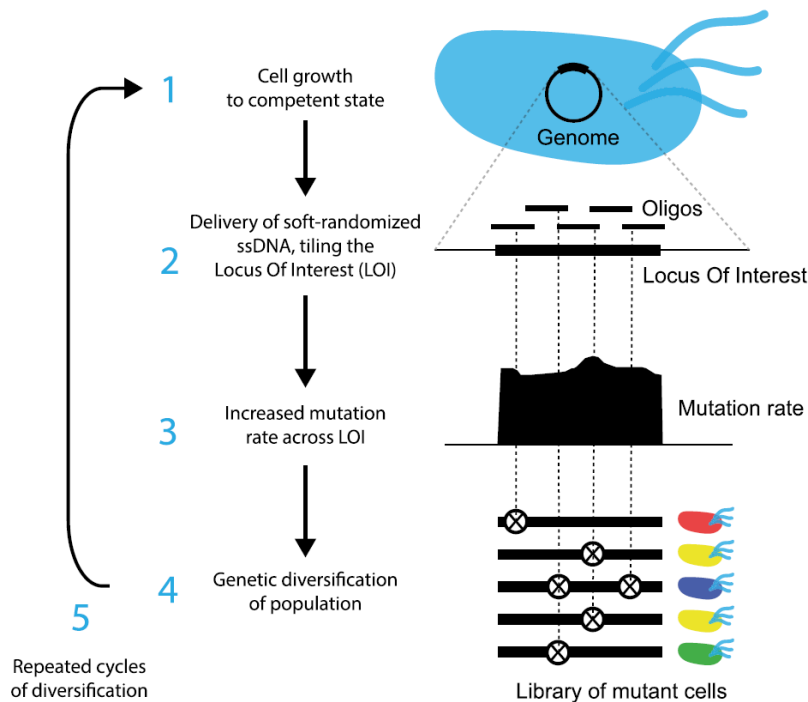 1
Cell growth
to competent state
Genome
2
Delivery of soft-randomized
ssDNA, tiling the
Locus Of Interest (LOI)
Oligos
Locus Of Interest
3
Increased mutation
rate across LOI
Mutation rate
4
Genetic diversification
of population
5
Repeated cycles
of diversification
Library of mutant cells